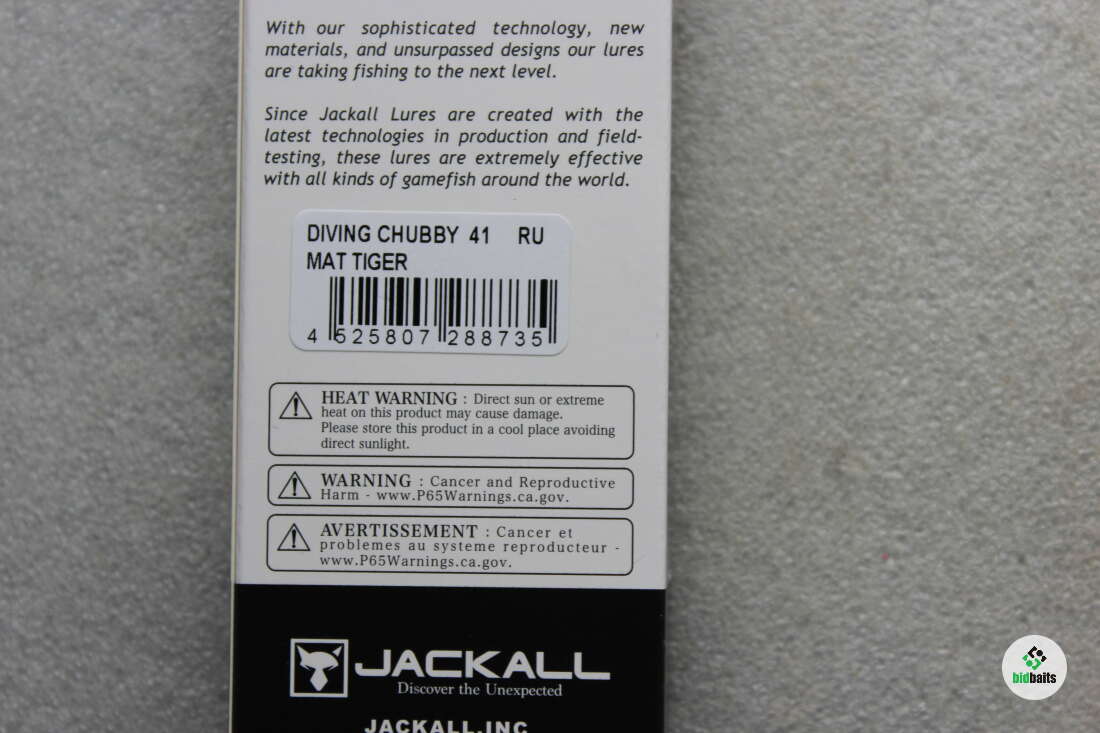 With our sophisticated technology, new
materials, and unsurpassed designs our lures
are taking fishing to the next level.
Since Jackall Lures are created with the
latest technologies in production and field-
testing, these lures are extremely effective
with all kinds of gamefish around the world.
DIVING CHUBBY 41 RU
MAT TIGER
4 525807 288735
HEAT WARNING : Direct sun or extreme
heat on this product may cause damage.
Please store this product in a cool place avoiding
direct sunlight.
WARNING : Cancer and Reproductive
Harm - www.P65Warnings.ca.gov.
AVERTISSEMENT : Cancer et
problemes au systeme reproducteur -
www.P65Warnings.ca.gov.
JACKALL
Discover the Unexpected
JACKALL.INC
bidbaits